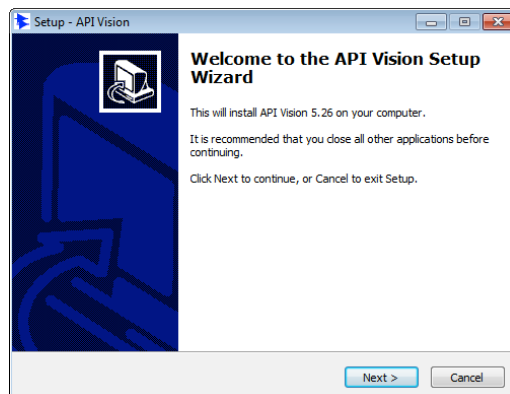 Setup - API Vision
Welcome to the API Vision Setup
Wizard
This will install API Vision 5.26 on your computer.
It is recommended that you close all other applications before
continuing.
Click Next to continue, or Cancel to exit Setup.
Next >
Cancel